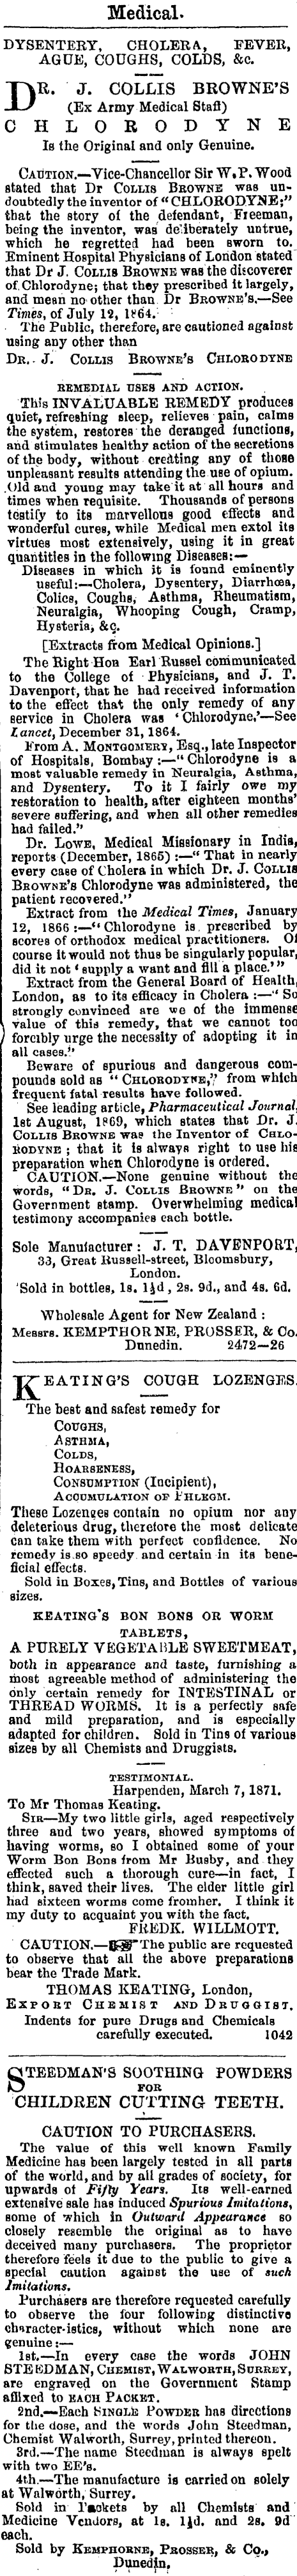 Medical.
DYSENTERY, CHOLERA, FEVER,
AGUE, COUGHS, COLDS, &c.
DR. J. COLLIS BROWNE'S
(Ex Army Medical Staff)
CHLORODYNE
Is the Original and only Genuine.
CAUTION.—Vice-Chancellor Sir W. P. Wood
stated that Dr COLLIS BROWNE was un-
doubtedly the inventor of "CHLORODYNE;"
that the story of the defendant, Freeman,
being the inventor, was deliberately untrue,
which he regretted had been sworn to.
Eminent Hospital Physicians of London stated
that Dr J. COLLIS BROWNE was the discoverer
of Chlorodyne; that they prescribed it largely,
and mean no other than Dr BROWNE'S.—See
Times, of July 12, 1864.
The Public, therefore, are cautioned against
using any other than
DR. J. COLLIS BROWNE'S CHLORODYNE
REMEDIAL USES AND ACTION.
This INVALUABLE REMEDY produces
quiet, refreshing sleep, relieves pain, calms
the system, restores the deranged functions,
and stimulates healthy action of the secretions
of the body, without creating any of those
unpleasant results attending the use of opium.
Old and young may take it at all hours and
times when requisite. Thousands of persons
testify to its marvellous good effects and
wonderful cures, while Medical men extol its
virtues most extensively, using it in great
quantities in the following Diseases:—
Diseases in which it is found eminently
useful:—Cholera, Dysentery, Diarrhœa,
Colics, Coughs, Asthma, Rheumatism,
Neuralgia, Whooping Cough, Cramp,
Hysteria, &c.
[Extracts from Medical Opinions.]
The Right Hon Earl Russel communicated
to the College of Physicians, and J. T.
Davenport, that he had received information
to the effect that the only remedy of any
service in Cholera was 'Chlorodyne,'—See
Lancet, December 31, 1864.
From A. MONTGOMERY, Esq., late Inspector
of Hospitals, Bombay:—"Chlorodyne is a
most valuable remedy in Neuralgia, Asthma,
and Dysentery. To it I fairly owe my
restoration to health, after eighteen months'
severe suffering, and when all other remedies
had failed."
Dr. LOWE, Medical Missionary in India,
reports (December, 1865):—"That in nearly
every case of Cholera in which Dr. J. COLLIS
BROWNE'S Chlorodyne was administered, the
patient recovered."
Extract from the Medical Times, January
12, 1866:—"Chlorodyne is prescribed by
scores of orthodox medical practitioners. Of
course it would not thus be singularly popular,
did it not 'supply a want and fill a place.'"
Extract from the General Board of Health,
London, as to its efficacy in Cholera:—"So
strongly convinced are we of the immense
value of this remedy, that we cannot too
forcibly urge the necessity of adopting it in
all cases."
Beware of spurious and dangerous com-
pounds sold as "CHLORODYNE," from which
frequent fatal results have followed.
See leading article, Pharmaceutical Journal,
1st August, 1869, which states that Dr. J.
COLLIS BROWNE was the Inventor of CHLO-
RODYNE; that it is always right to use his
preparation when Chlorodyne is ordered.
CAUTION.—None genuine without the
words, "DR. J. COLLIS BROWNE" on the
Government stamp. Overwhelming medical
testimony accompanies each bottle.
Sole Manufacturer: J. T. DAVENPORT,
33, Great Russell-street, Bloomsbury,
London.
Sold in bottles, 1s. 1½d, 2s. 9d., and 4s. 6d.
Wholesale Agent for New Zealand:
Messrs. KEMPTHORNE, PROSSER, & Co.
Dunedin. 2472—26
KEATING'S COUGH LOZENGES.
The best and safest remedy for
COUGHS,
ASTHMA,
COLDS,
HOARSENESS,
CONSUMPTION (Incipient),
ACCUMULATION OF PHLEGM.
These Lozenges contain no opium nor any
deleterious drug, therefore the most delicate
can take them with perfect confidence. No
remedy is so speedy and certain in its bene-
ficial effects.
Sold in Boxes, Tins, and Bottles of various
sizes.
KEATING'S BON BONS OR WORM
TABLETS,
A PURELY VEGETABLE SWEETMEAT,
both in appearance and taste, furnishing a
most agreeable method of administering the
only certain remedy for INTESTINAL or
THREAD WORMS. It is a perfectly safe
and mild preparation, and is especially
adapted for children. Sold in Tins of various
sizes by all Chemists and Druggists.
TESTIMONIAL.
Harpenden, March 7, 1871.
To Mr Thomas Keating.
SIR—My two little girls, aged respectively
three and two years, showed symptoms of
having worms, so I obtained some of your
Worm Bon Bons from Mr Busby, and they
effected such a thorough cure—in fact, I
think, saved their lives. The elder little girl
had sixteen worms come from her. I think it
my duty to acquaint you with the fact.
FREDK. WILLMOTT.
CAUTION.—☞ The public are requested
to observe that all the above preparations
bear the Trade Mark.
THOMAS KEATING, London,
EXPORT CHEMIST AND DRUGGIST.
Indents for pure Drugs and Chemicals
carefully executed. 1042
STEEDMAN'S SOOTHING POWDERS
FOR
CHILDREN CUTTING TEETH.
CAUTION TO PURCHASERS.
The value of this well known Family
Medicine has been largely tested in all parts
of the world, and by all grades of society, for
upwards of Fifty Years. Its well-earned
extensive sale has induced Spurious Imitations,
some of which in Outward Appearance so
closely resemble the original as to have
deceived many purchasers. The proprietor
therefore feels it due to the public to give a
special caution against the use of such
Imitations.
Purchasers are therefore requested carefully
to observe the four following distinctive
character-istics, without which none are
genuine:—
1st.—In every case the words JOHN
STEEDMAN, CHEMIST, WALWORTH, SURREY,
are engraved on the Government Stamp
affixed to EACH PACKET.
2nd.—Each SINGLE POWDER has directions
for the dose, and the words John Steedman,
Chemist Walworth, Surrey, printed thereon.
3rd.—The name Steedman is always spelt
with two EE's.
4th.—The manufacture is carried on solely
at Walworth, Surrey.
Sold in Packets by all Chemists and
Medicine Vendors, at 1s. 1½d. and 2s. 9d
each.
Sold by KEMPHORNE, PROSSER, & Co.,
Dunedin.